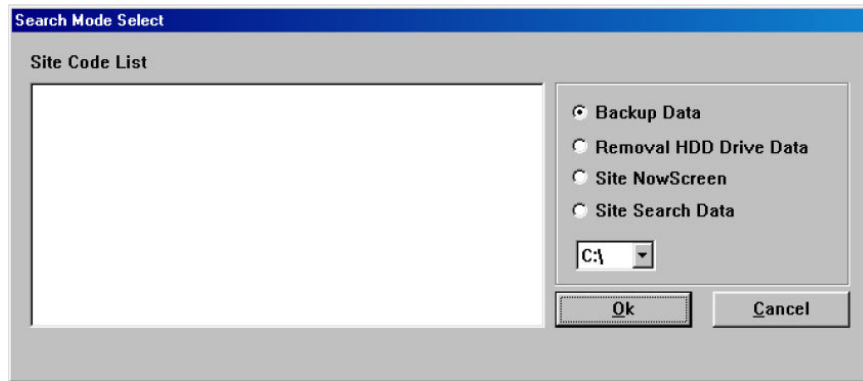 Search Mode Select
Site Code List
Backup Data
Removal HDD Drive Data
Site NowScreen
Site Search Data
C:\
Ok
Cancel